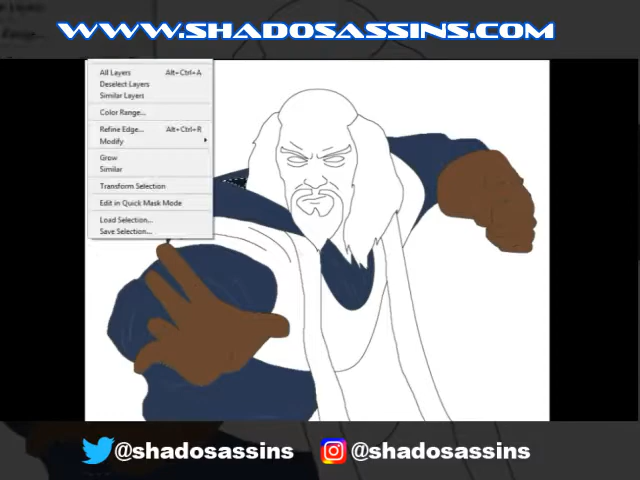 WWW.SHADOSASSINS.COM
All Layers Alt+Ctrl+A
Deselect Layers
Similar Layers
Color Range...
Refine Edge... Alt+Ctrl+R
Modify
Grow
Similar
Transform Selection
Edit in Quick Mask Mode
Load Selection...
Save Selection...
@shadosassins @shadosassins